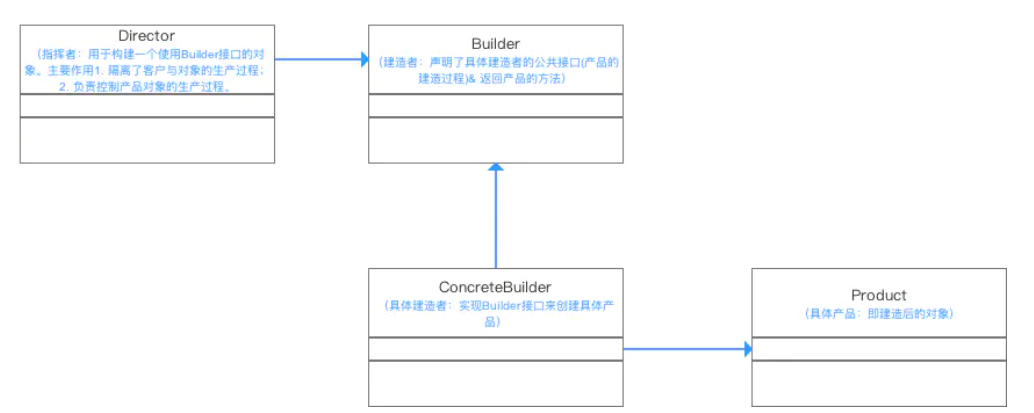 Director
（指挥者：用于构建一个使用Builder接口的对
象。主要作用1. 隔离了客户与对象的生产过程；
2. 负责控制产品对象的生产过程。
Builder
（建造者：声明了具体建造者的公共接口(产品的
建造过程)& 返回产品的方法）
ConcreteBuilder
（具体建造者：实现Builder接口来创建具体产
品）
Product
（具体产品：即建造后的对象）